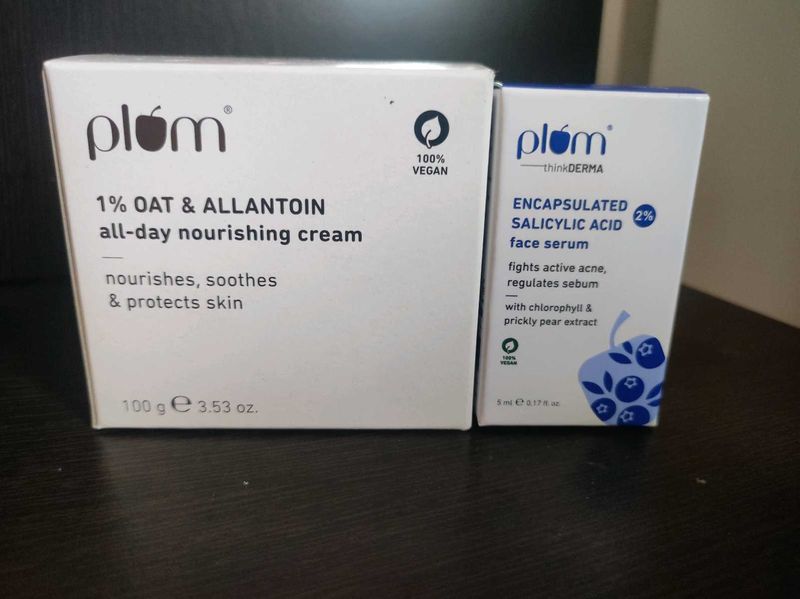 plum®
100%
VEGAN
1% OAT & ALLANTOIN
all-day nourishing cream
nourishes, soothes
& protects skin
100 g ℮ 3.53 oz.
plum®
thinkDERMA
ENCAPSULATED
SALICYLIC ACID 2%
face serum
fights active acne,
regulates sebum
with chlorophyll &
prickly pear extract
100%
VEGAN
5 ml ℮ 0.17 fl. oz.